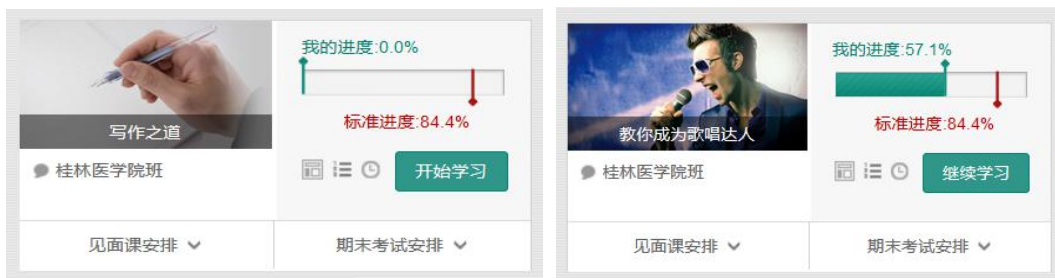 我的进度:0.0%
标准进度:84.4%
写作之道
桂林医学院班
开始学习
见面课安排
期末考试安排
我的进度:57.1%
标准进度:84.4%
教你成为歌唱达人
桂林医学院班
继续学习
见面课安排
期末考试安排